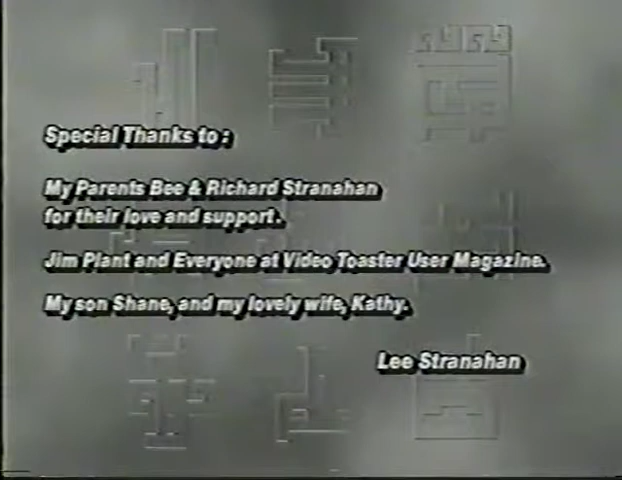 Special Thanks to:
My Parents Bee & Richard Stranahan
for their love and support.
Jim Plant and Everyone at Video Toaster User Magazine.
My son Shane, and my lovely wife, Kathy.
Lee Stranahan